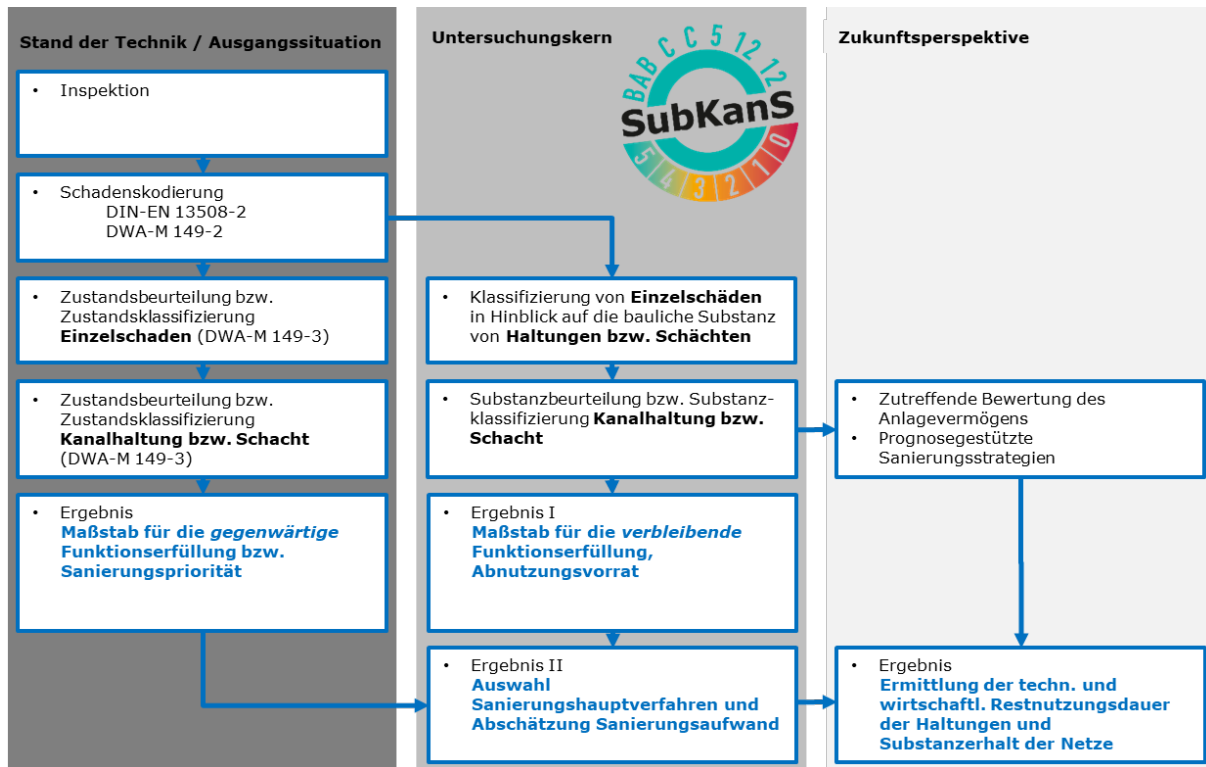 Stand der Technik / Ausgangssituation
• Inspektion
• Schadenskodierung
DIN-EN 13508-2
DWA-M 149-2
• Zustandsbeurteilung bzw.
Zustandsklassifizierung
Einzelschaden (DWA-M 149-3)
• Zustandsbeurteilung bzw.
Zustandsklassifizierung
Kanalhaltung bzw. Schacht
(DWA-M 149-3)
• Ergebnis
Maßstab für die gegenwärtige
Funktionserfüllung bzw.
Sanierungspriorität
Untersuchungskern
BAB C C 5 12 12
SubKanS
5 4 3 2 1 0
• Klassifizierung von Einzelschäden
in Hinblick auf die bauliche Substanz
von Haltungen bzw. Schächten
• Substanzbeurteilung bzw. Substanz-
klassifizierung Kanalhaltung bzw.
Schacht
• Ergebnis I
Maßstab für die verbleibende
Funktionserfüllung,
Abnutzungsvorrat
• Ergebnis II
Auswahl
Sanierungshauptverfahren und
Abschätzung Sanierungsaufwand
Zukunftsperspektive
• Zutreffende Bewertung des
Anlagevermögens
• Prognosegestützte
Sanierungsstrategien
• Ergebnis
Ermittlung der techn. und
wirtschaftl. Restnutzungsdauer
der Haltungen und
Substanzerhalt der Netze